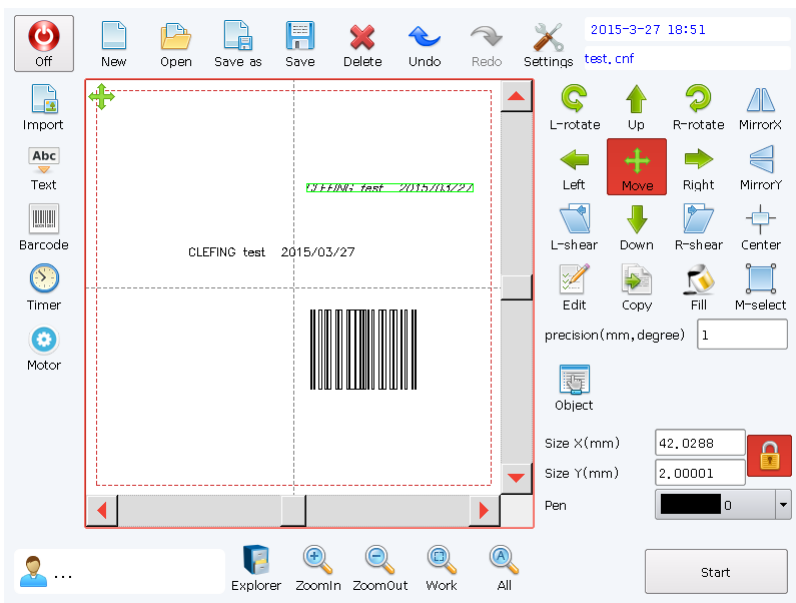 2015-3-27 18:51
Off New Open Save as Save Delete Undo Redo Settings test.cnf
Import
L-rotate Up R-rotate MirrorX
Abc
Text
Left Move Right MirrorY
CLEFING test 2015/03/27
Barcode
L-shear Down R-shear Center
CLEFING test 2015/03/27
Timer
Edit Copy Fill M-select
precision(mm,degree) 1
Motor
Object
Size X(mm) 42.0288
Size Y(mm) 2.00001
Pen 0
...
Explorer ZoomIn ZoomOut Work All
A
Start